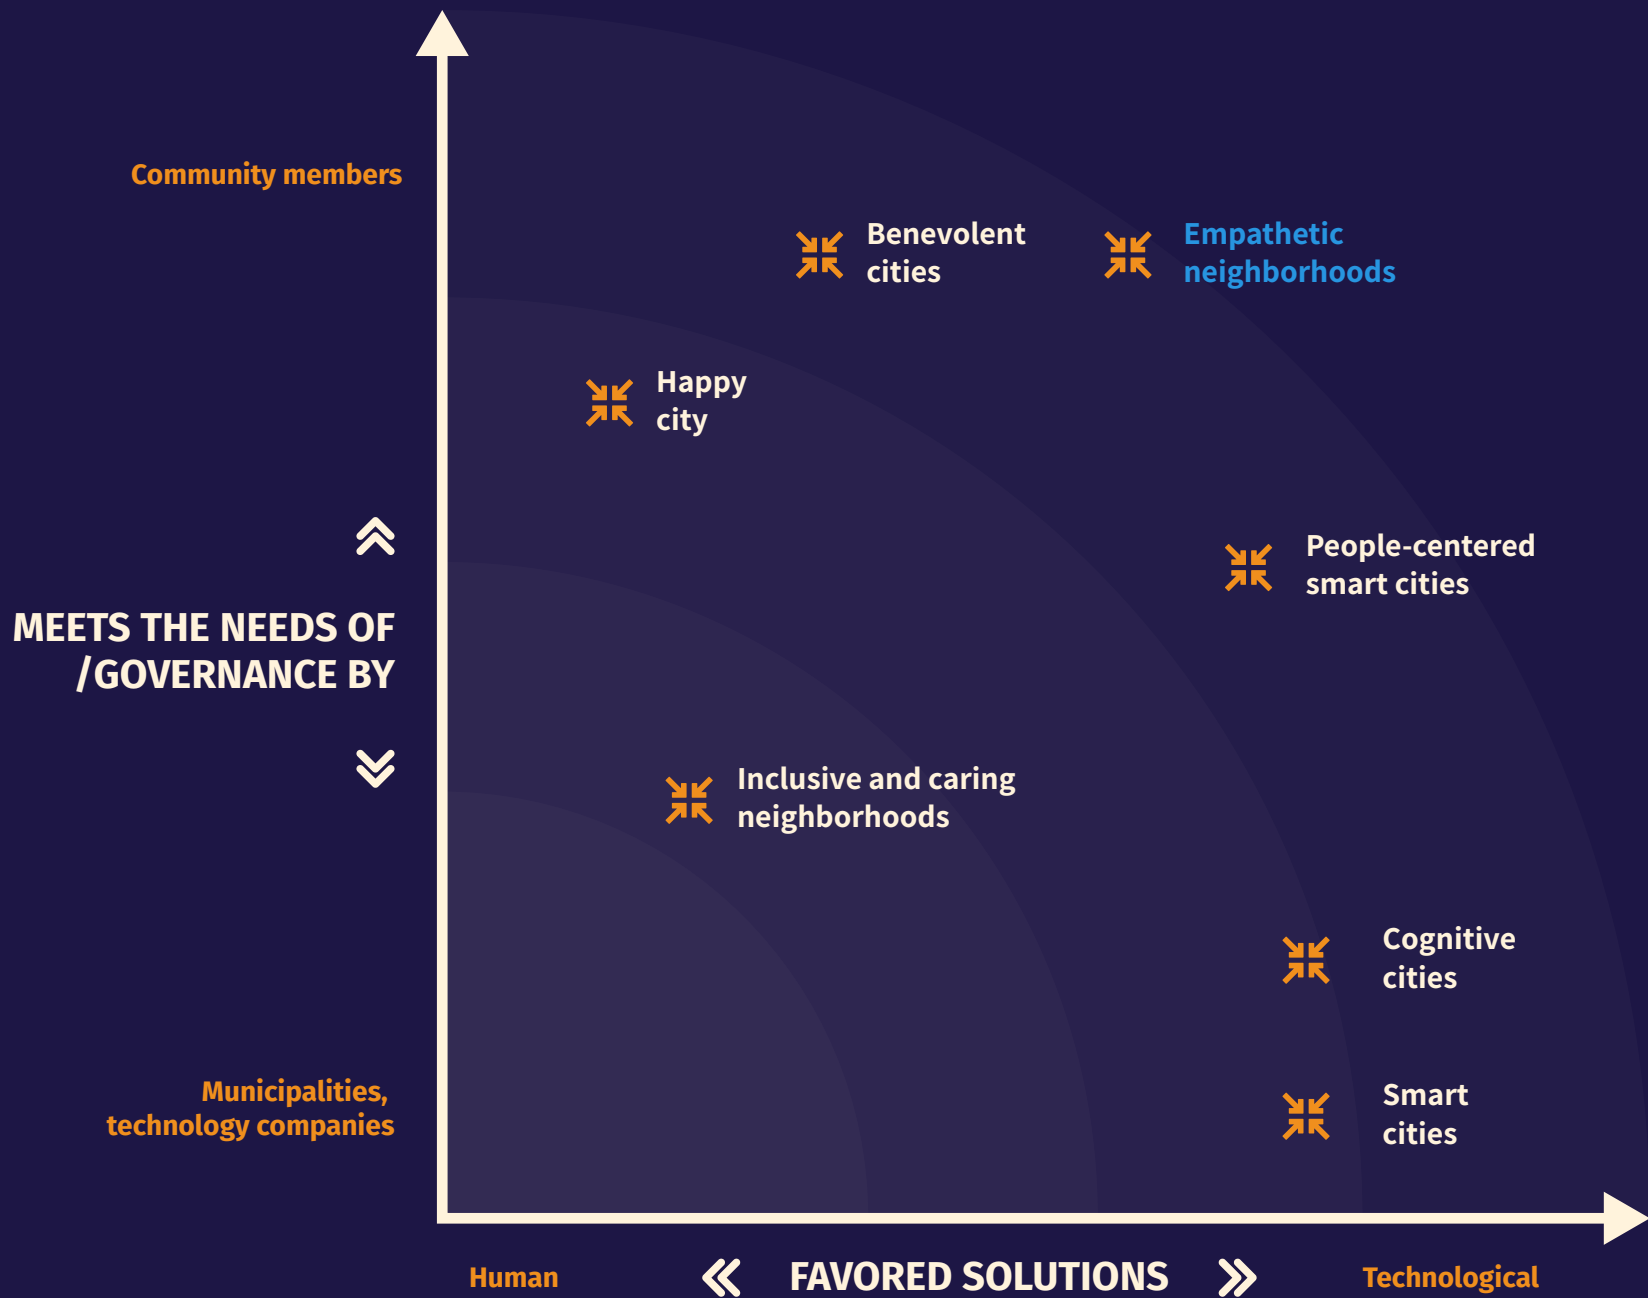 Community members
Benevolent
cities
Empathetic
neighborhoods
Happy
city
People-centered
smart cities
MEETS THE NEEDS OF
/GOVERNANCE BY
Inclusive and caring
neighborhoods
Cognitive
cities
Municipalities,
technology companies
Smart
cities
Human
FAVORED SOLUTIONS
Technological